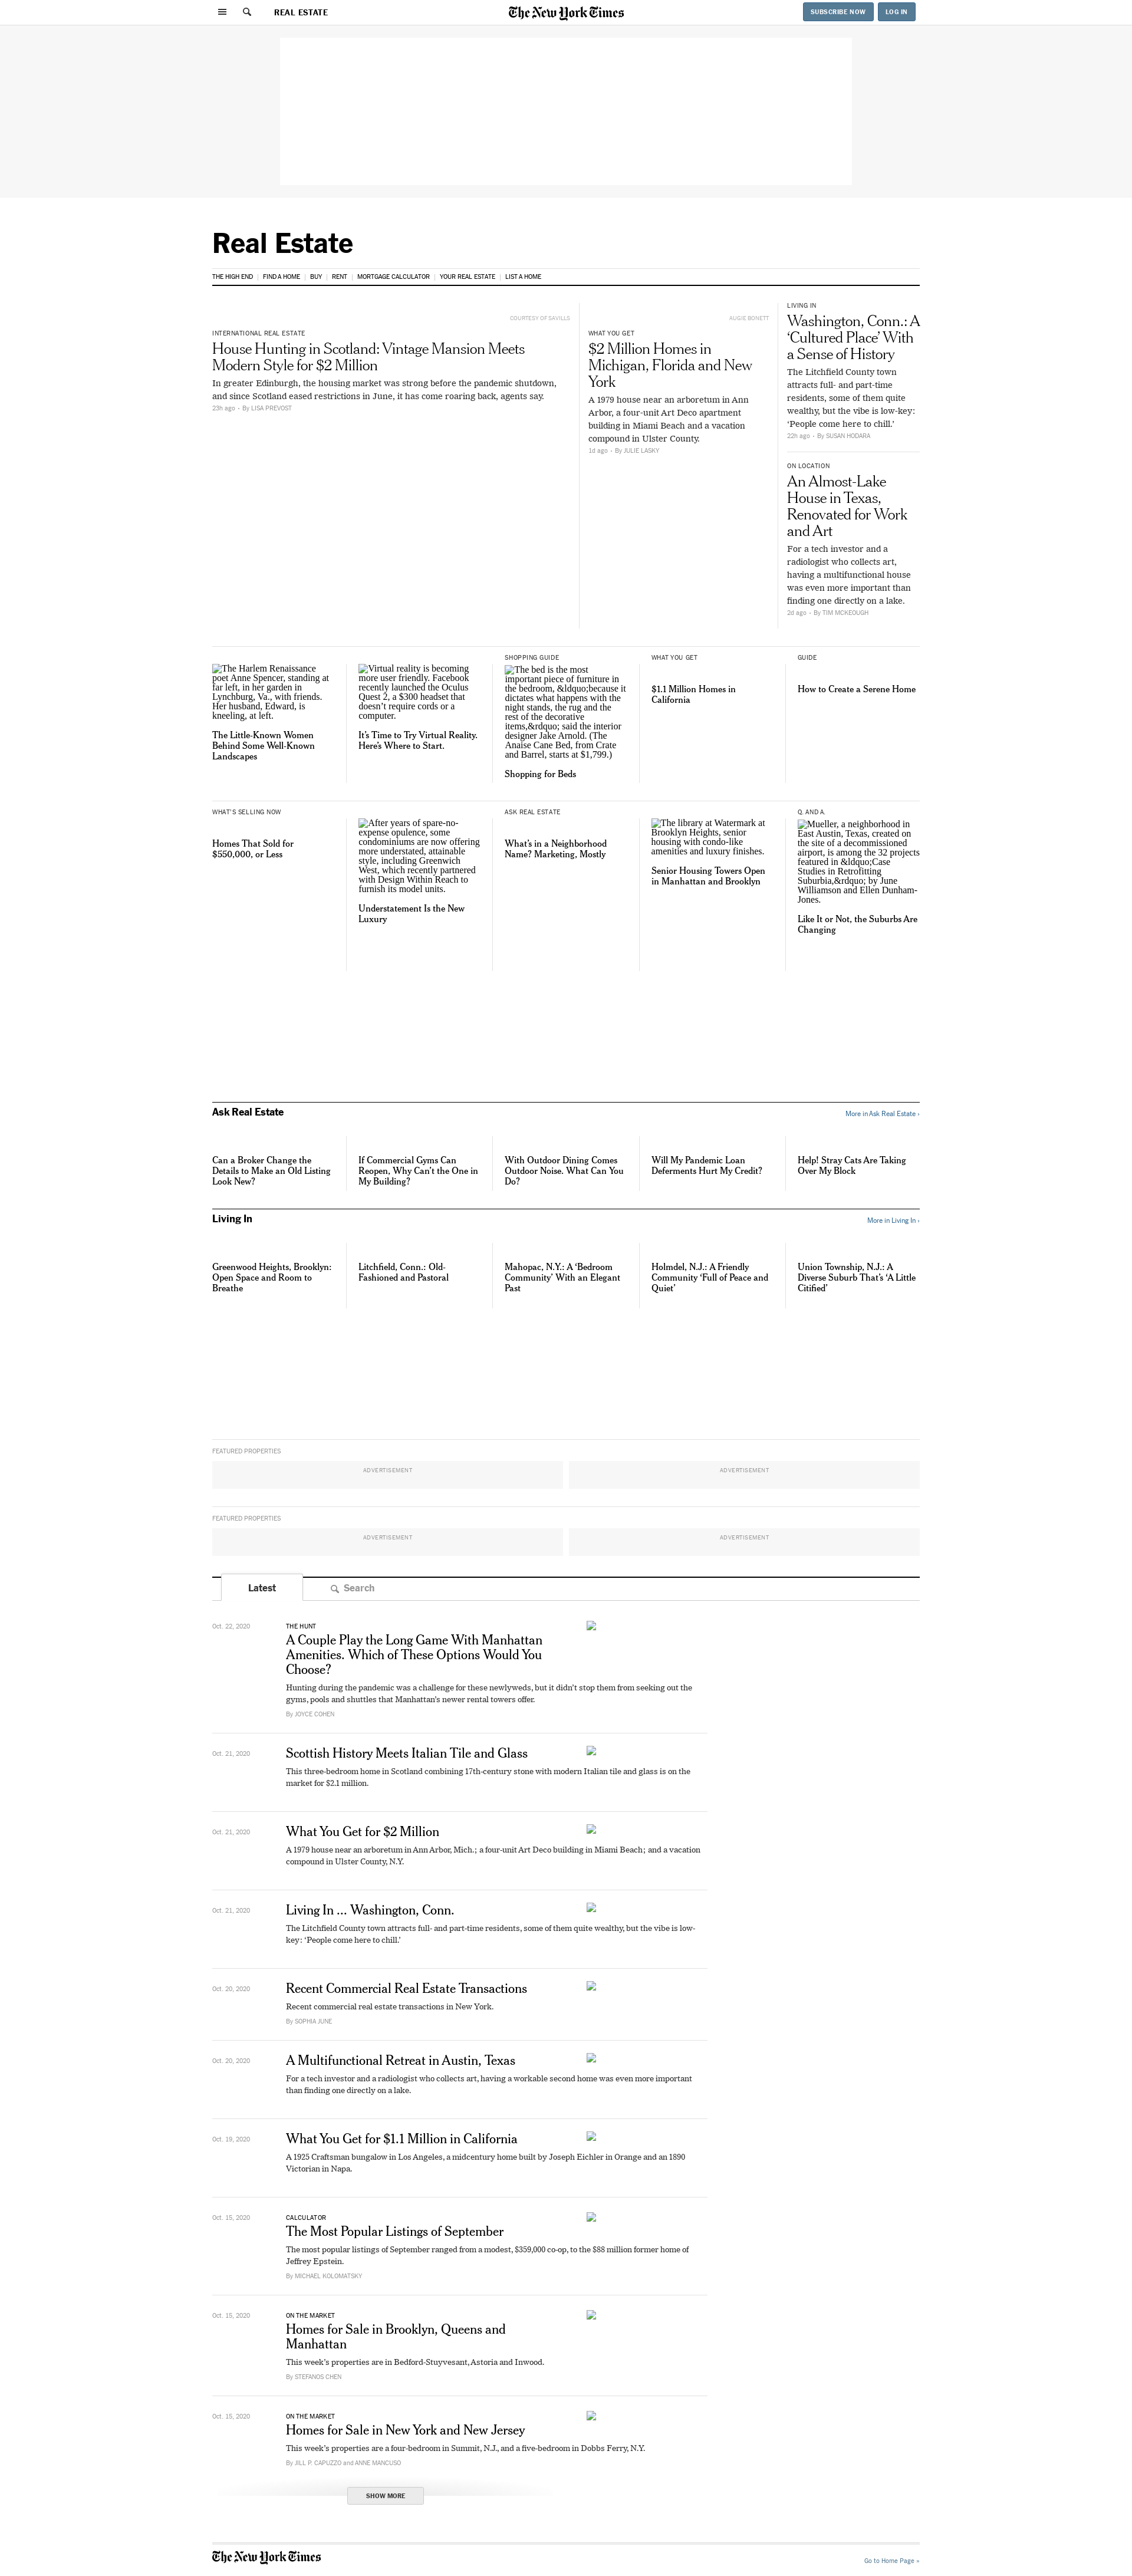 REAL ESTATE
The New York Times
SUBSCRIBE NOW
LOG IN
Real Estate
THE HIGH END
FIND A HOME
BUY
RENT
MORTGAGE CALCULATOR
YOUR REAL ESTATE
LIST A HOME
COURTESY OF SAVILLS
INTERNATIONAL REAL ESTATE
House Hunting in Scotland: Vintage Mansion Meets
Modern Style for $2 Million
In greater Edinburgh, the housing market was strong before the pandemic shutdown,
and since Scotland eased restrictions in June, it has come roaring back, agents say.
23h ago · By LISA PREVOST
AUGIE BONETT
WHAT YOU GET
$2 Million Homes in
Michigan, Florida and New
York
A 1979 house near an arboretum in Ann
Arbor, a four-unit Art Deco apartment
building in Miami Beach and a vacation
compound in Ulster County.
1d ago · By JULIE LASKY
LIVING IN
Washington, Conn.: A
‘Cultured Place’ With
a Sense of History
The Litchfield County town
attracts full- and part-time
residents, some of them quite
wealthy, but the vibe is low-key:
‘People come here to chill.’
22h ago · By SUSAN HODARA
ON LOCATION
An Almost-Lake
House in Texas,
Renovated for Work
and Art
For a tech investor and a
radiologist who collects art,
having a multifunctional house
was even more important than
finding one directly on a lake.
2d ago · By TIM MCKEOUGH
The Harlem Renaissance
poet Anne Spencer, standing at
far left, in her garden in
Lynchburg, Va., with friends.
Her husband, Edward, is
kneeling, at left.
The Little-Known Women
Behind Some Well-Known
Landscapes
Virtual reality is becoming
more user friendly. Facebook
recently launched the Oculus
Quest 2, a $300 headset that
doesn’t require cords or a
computer.
It’s Time to Try Virtual Reality.
Here’s Where to Start.
SHOPPING GUIDE
The bed is the most
important piece of furniture in
the bedroom, &ldquo;because it
dictates what happens with the
night stands, the rug and the
rest of the decorative
items,&rdquo; said the interior
designer Jake Arnold. (The
Anaise Cane Bed, from Crate
and Barrel, starts at $1,799.)
Shopping for Beds
WHAT YOU GET
$1.1 Million Homes in
California
GUIDE
How to Create a Serene Home
WHAT'S SELLING NOW
Homes That Sold for
$550,000, or Less
After years of spare-no-
expense opulence, some
condominiums are now offering
more understated, attainable
style, including Greenwich
West, which recently partnered
with Design Within Reach to
furnish its model units.
Understatement Is the New
Luxury
ASK REAL ESTATE
What’s in a Neighborhood
Name? Marketing, Mostly
The library at Watermark at
Brooklyn Heights, senior
housing with condo-like
amenities and luxury finishes.
Senior Housing Towers Open
in Manhattan and Brooklyn
Q. AND A.
Mueller, a neighborhood in
East Austin, Texas, created on
the site of a decommissioned
airport, is among the 32 projects
featured in &ldquo;Case
Studies in Retrofitting
Suburbia,&rdquo; by June
Williamson and Ellen Dunham-
Jones.
Like It or Not, the Suburbs Are
Changing
Ask Real Estate
More in Ask Real Estate ›
Can a Broker Change the
Details to Make an Old Listing
Look New?
If Commercial Gyms Can
Reopen, Why Can’t the One in
My Building?
With Outdoor Dining Comes
Outdoor Noise. What Can You
Do?
Will My Pandemic Loan
Deferments Hurt My Credit?
Help! Stray Cats Are Taking
Over My Block
Living In
More in Living In ›
Greenwood Heights, Brooklyn:
Open Space and Room to
Breathe
Litchfield, Conn.: Old-
Fashioned and Pastoral
Mahopac, N.Y.: A ‘Bedroom
Community’ With an Elegant
Past
Holmdel, N.J.: A Friendly
Community ‘Full of Peace and
Quiet’
Union Township, N.J.: A
Diverse Suburb That’s ‘A Little
Citified’
FEATURED PROPERTIES
ADVERTISEMENT
ADVERTISEMENT
FEATURED PROPERTIES
ADVERTISEMENT
ADVERTISEMENT
Latest
Search
Oct. 22, 2020
THE HUNT
A Couple Play the Long Game With Manhattan
Amenities. Which of These Options Would You
Choose?
Hunting during the pandemic was a challenge for these newlyweds, but it didn’t stop them from seeking out the
gyms, pools and shuttles that Manhattan’s newer rental towers offer.
By JOYCE COHEN
Oct. 21, 2020
Scottish History Meets Italian Tile and Glass
This three-bedroom home in Scotland combining 17th-century stone with modern Italian tile and glass is on the
market for $2.1 million.
Oct. 21, 2020
What You Get for $2 Million
A 1979 house near an arboretum in Ann Arbor, Mich.; a four-unit Art Deco building in Miami Beach; and a vacation
compound in Ulster County, N.Y.
Oct. 21, 2020
Living In ... Washington, Conn.
The Litchfield County town attracts full- and part-time residents, some of them quite wealthy, but the vibe is low-
key: ‘People come here to chill.’
Oct. 20, 2020
Recent Commercial Real Estate Transactions
Recent commercial real estate transactions in New York.
By SOPHIA JUNE
Oct. 20, 2020
A Multifunctional Retreat in Austin, Texas
For a tech investor and a radiologist who collects art, having a workable second home was even more important
than finding one directly on a lake.
Oct. 19, 2020
What You Get for $1.1 Million in California
A 1925 Craftsman bungalow in Los Angeles, a midcentury home built by Joseph Eichler in Orange and an 1890
Victorian in Napa.
Oct. 15, 2020
CALCULATOR
The Most Popular Listings of September
The most popular listings of September ranged from a modest, $359,000 co-op, to the $88 million former home of
Jeffrey Epstein.
By MICHAEL KOLOMATSKY
Oct. 15, 2020
ON THE MARKET
Homes for Sale in Brooklyn, Queens and
Manhattan
This week’s properties are in Bedford-Stuyvesant, Astoria and Inwood.
By STEFANOS CHEN
Oct. 15, 2020
ON THE MARKET
Homes for Sale in New York and New Jersey
This week’s properties are a four-bedroom in Summit, N.J., and a five-bedroom in Dobbs Ferry, N.Y.
By JILL P. CAPUZZO and ANNE MANCUSO
SHOW MORE
The New York Times
Go to Home Page »